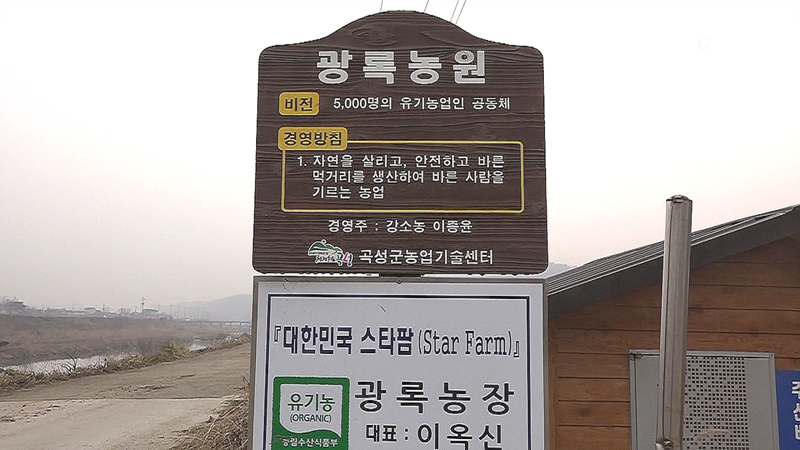 광록농원
비전 5,000명의 유기농업인 공동체
경영방침
1. 자연을 살리고, 안전하고 바른
먹거리를 생산하여 바른 사람을
기르는 농업
경영주 : 강소농 이증윤
곡성 곡성군농업기술센터
『대한민국 스타팜(Star Farm)』
유기농
(ORGANIC)
농림수산식품부
광록농장
대표 : 이옥신